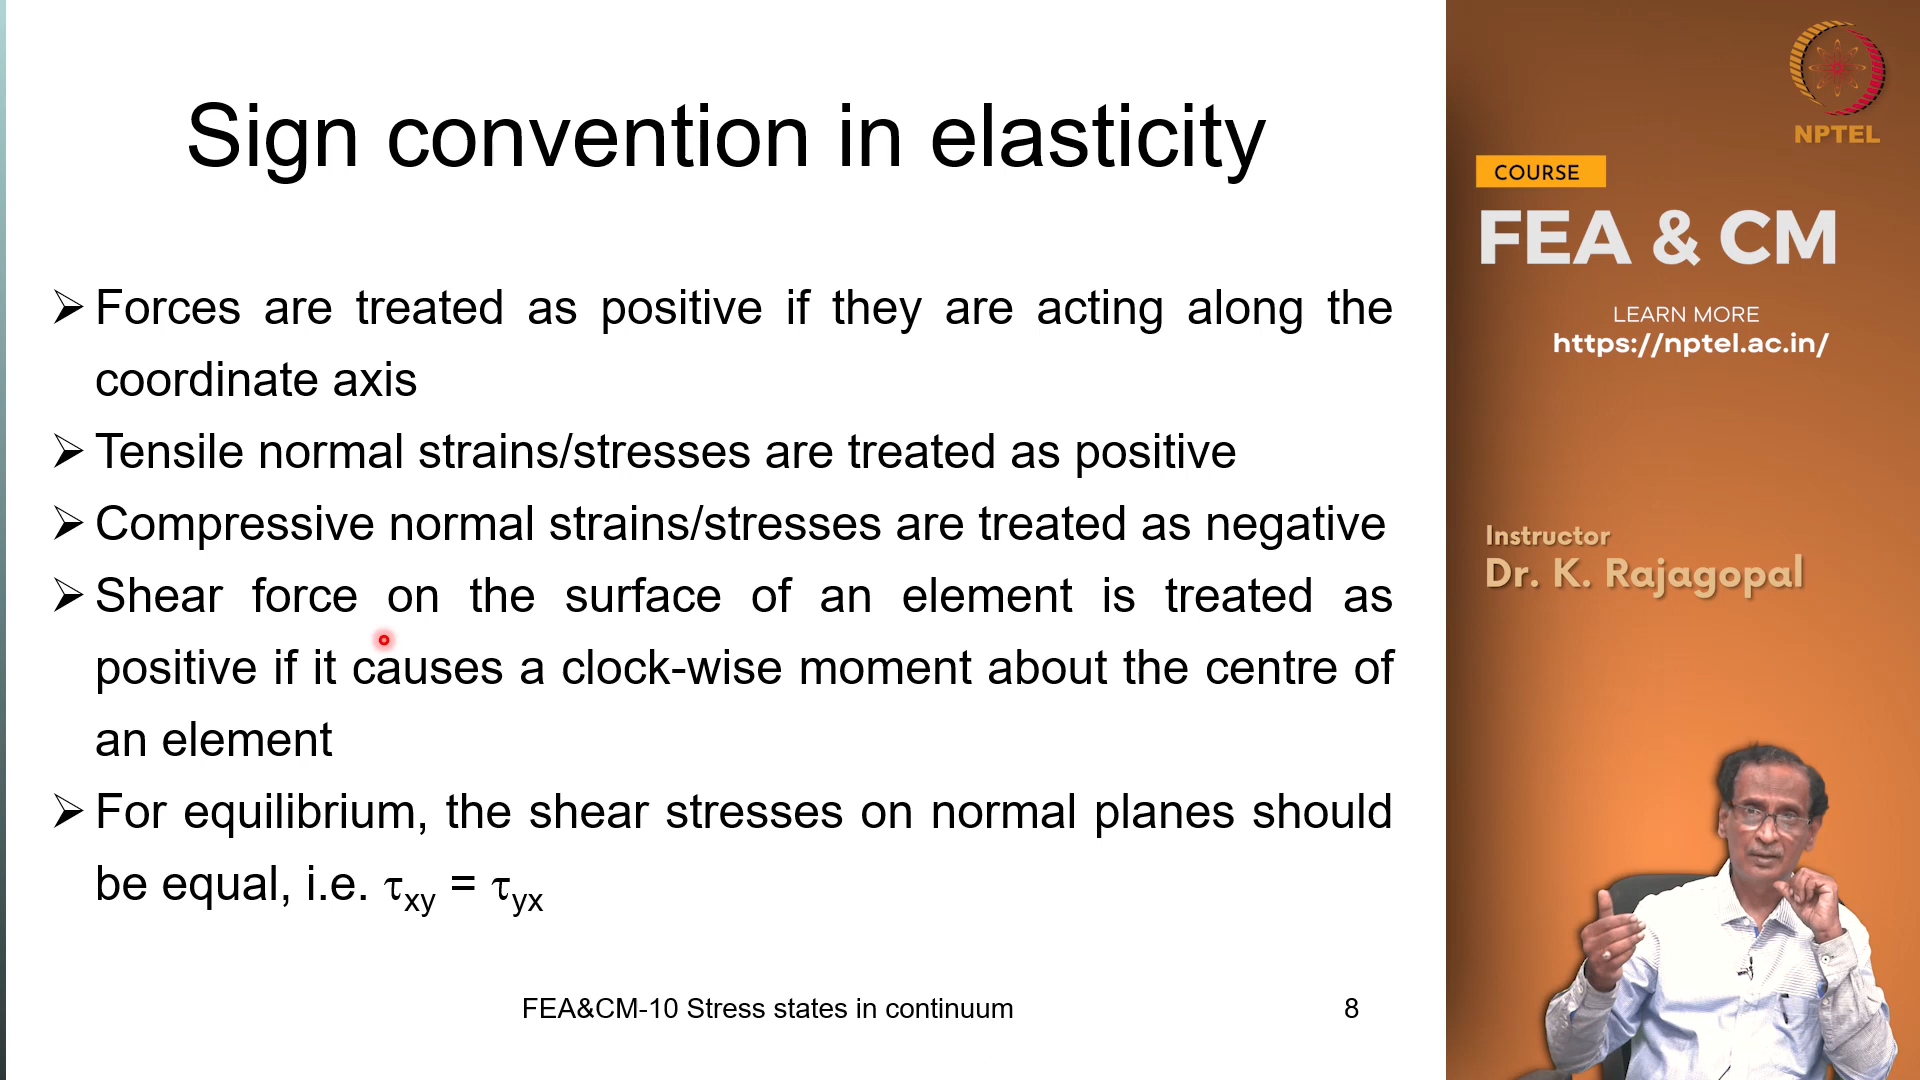 Sign convention in elasticity
➢ Forces are treated as positive if they are acting along the
coordinate axis
➢ Tensile normal strains/stresses are treated as positive
➢ Compressive normal strains/stresses are treated as negative
➢ Shear force on the surface of an element is treated as
positive if it causes a clock-wise moment about the centre of
an element
➢ For equilibrium, the shear stresses on normal planes should
be equal, i.e. τxy = τyx
FEA&CM-10 Stress states in continuum
8
NPTEL
COURSE
FEA & CM
LEARN MORE
https://nptel.ac.in/
Instructor
Dr. K. Rajagopal